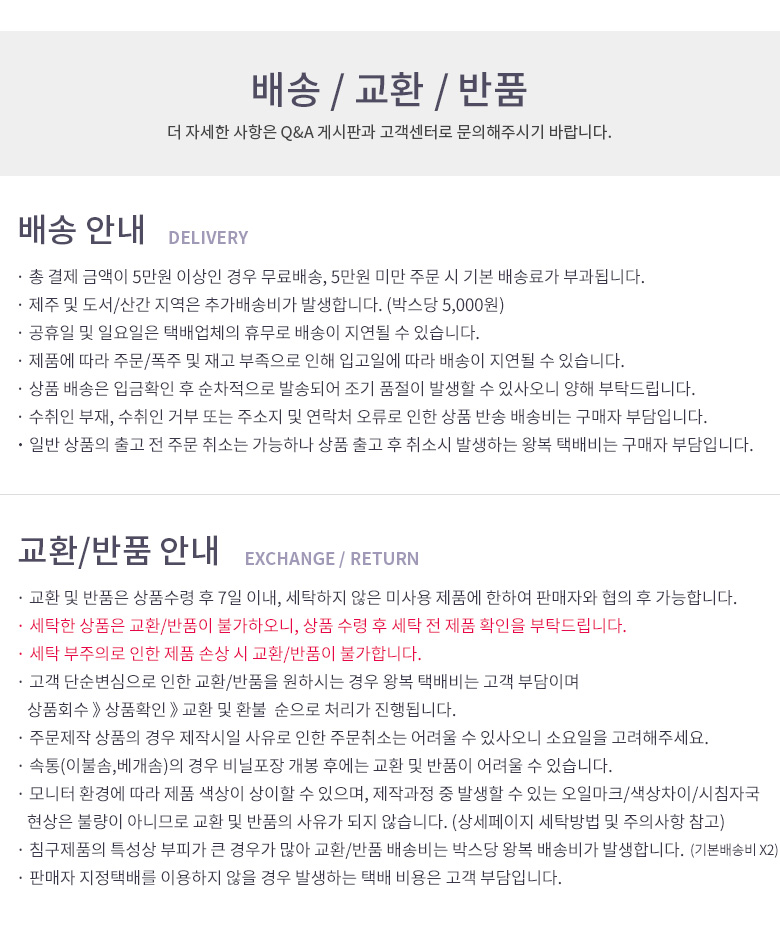 배송 / 교환 / 반품
더 자세한 사항은 Q&A 게시판과 고객센터로 문의해주시기 바랍니다.
배송 안내 DELIVERY
· 총 결제 금액이 5만원 이상인 경우 무료배송, 5만원 미만 주문 시 기본 배송료가 부과됩니다.
· 제주 및 도서/산간 지역은 추가배송비가 발생합니다. (박스당 5,000원)
· 공휴일 및 일요일은 택배업체의 휴무로 배송이 지연될 수 있습니다.
· 제품에 따라 주문/폭주 및 재고 부족으로 인해 입고일에 따라 배송이 지연될 수 있습니다.
· 상품 배송은 입금확인 후 순차적으로 발송되어 조기 품절이 발생할 수 있사오니 양해 부탁드립니다.
· 수취인 부재, 수취인 거부 또는 주소지 및 연락처 오류로 인한 상품 반송 배송비는 구매자 부담입니다.
· 일반 상품의 출고 전 주문 취소는 가능하나 상품 출고 후 취소시 발생하는 왕복 택배비는 구매자 부담입니다.
교환/반품 안내 EXCHANGE / RETURN
· 교환 및 반품은 상품수령 후 7일 이내, 세탁하지 않은 미사용 제품에 한하여 판매자와 협의 후 가능합니다.
· 세탁한 상품은 교환/반품이 불가하오니, 상품 수령 후 세탁 전 제품 확인을 부탁드립니다.
· 세탁 부주의로 인한 제품 손상 시 교환/반품이 불가합니다.
· 고객 단순변심으로 인한 교환/반품을 원하시는 경우 왕복 택배비는 고객 부담이며
상품회수 》 상품확인 》 교환 및 환불 순으로 처리가 진행됩니다.
· 주문제작 상품의 경우 제작시일 사유로 인한 주문취소는 어려울 수 있사오니 소요일을 고려해주세요.
· 속통(이불솜,베개솜)의 경우 비닐포장 개봉 후에는 교환 및 반품이 어려울 수 있습니다.
· 모니터 환경에 따라 제품 색상이 상이할 수 있으며, 제작과정 중 발생할 수 있는 오일마크/색상차이/시침자국
현상은 불량이 아니므로 교환 및 반품의 사유가 되지 않습니다. (상세페이지 세탁방법 및 주의사항 참고)
· 침구제품의 특성상 부피가 큰 경우가 많아 교환/반품 배송비는 박스당 왕복 배송비가 발생합니다. (기본배송비 X2)
· 판매자 지정택배를 이용하지 않을 경우 발생하는 택배 비용은 고객 부담입니다.